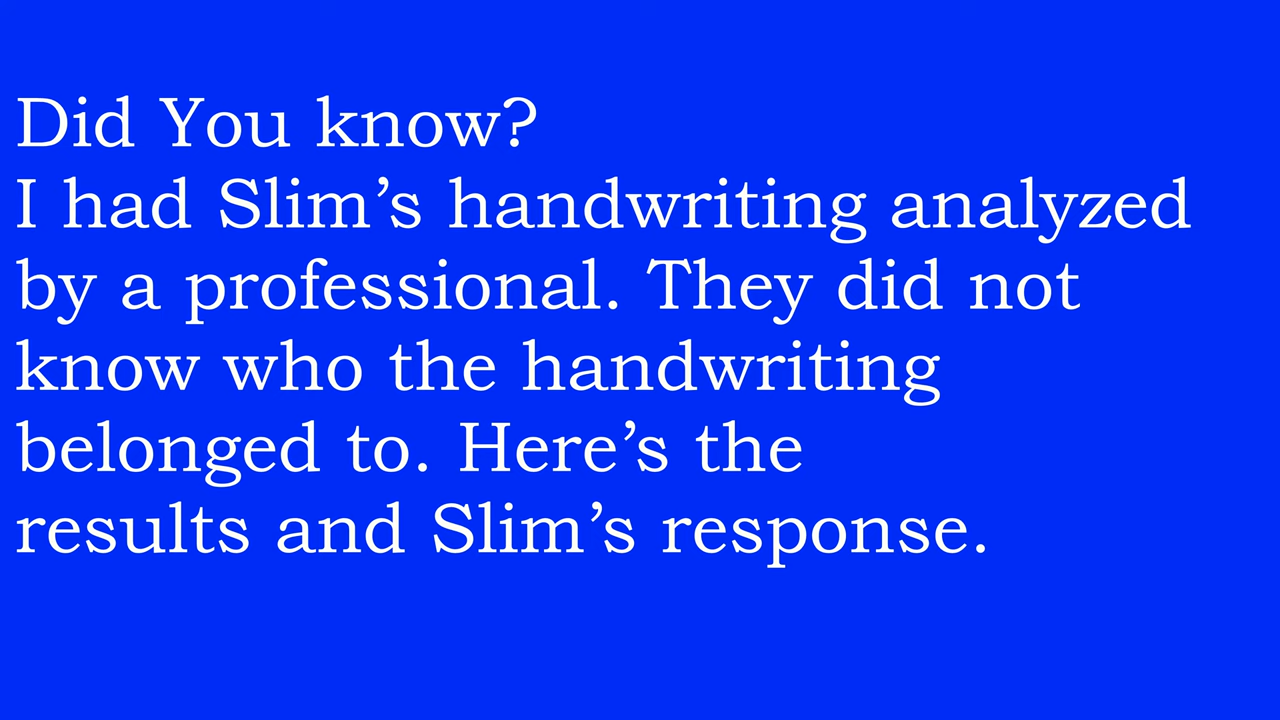 Did You know?
I had Slim’s handwriting analyzed
by a professional. They did not
know who the handwriting
belonged to. Here’s the
results and Slim’s response.